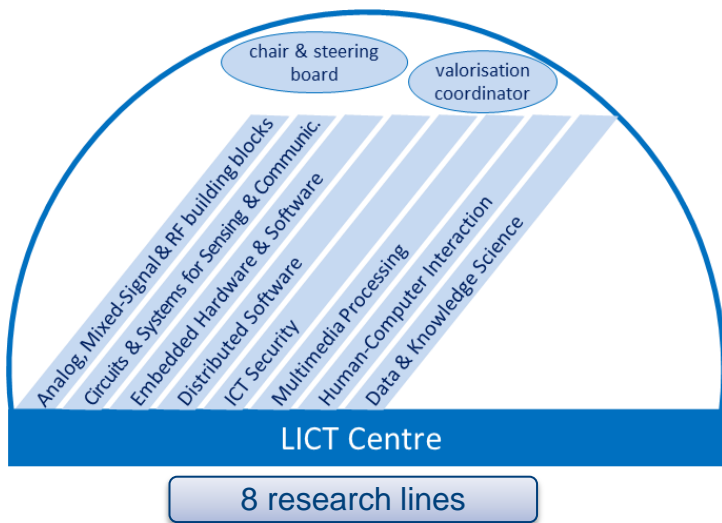 chair & steering
board
valorisation
coordinator
Analog, Mixed-Signal & RF building blocks
Circuits & Systems for Sensing & Communic.
Embedded Hardware & Software
Distributed Software
ICT Security
Multimedia Processing
Human-Computer Interaction
Data & Knowledge Science
LICT Centre
8 research lines